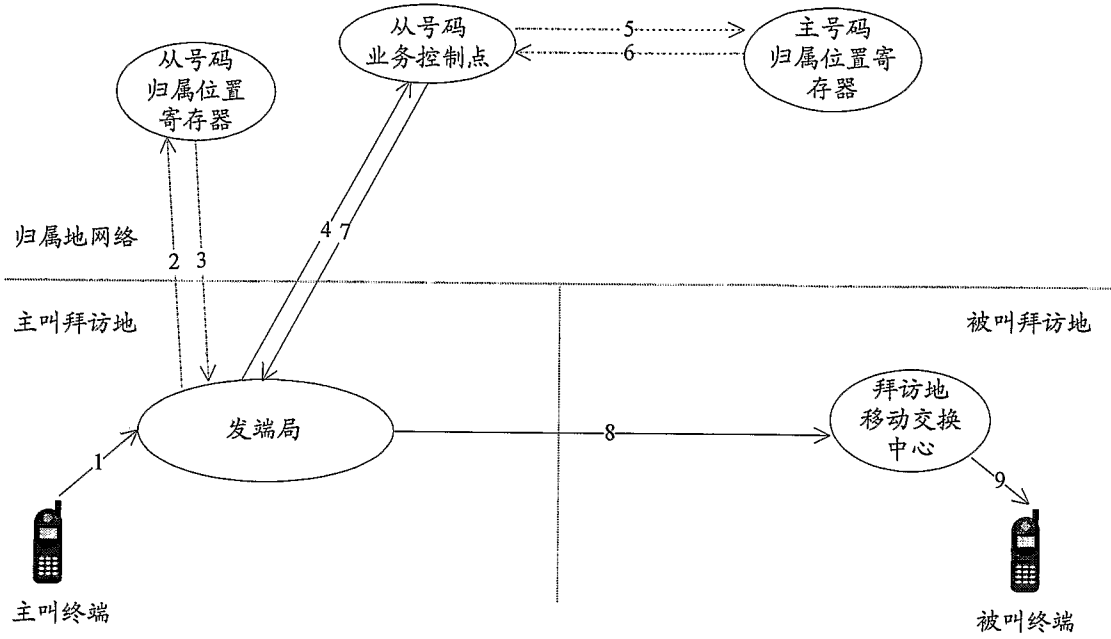 从号码
业务控制点
5
6
主号码
归属位置寄
存器
从号码
归属位置
寄存器
归属地网络
2
3
4
7
主叫拜访地
被叫拜访地
发端局
8
拜访地
移动交换
中心
1
9
主叫终端
被叫终端